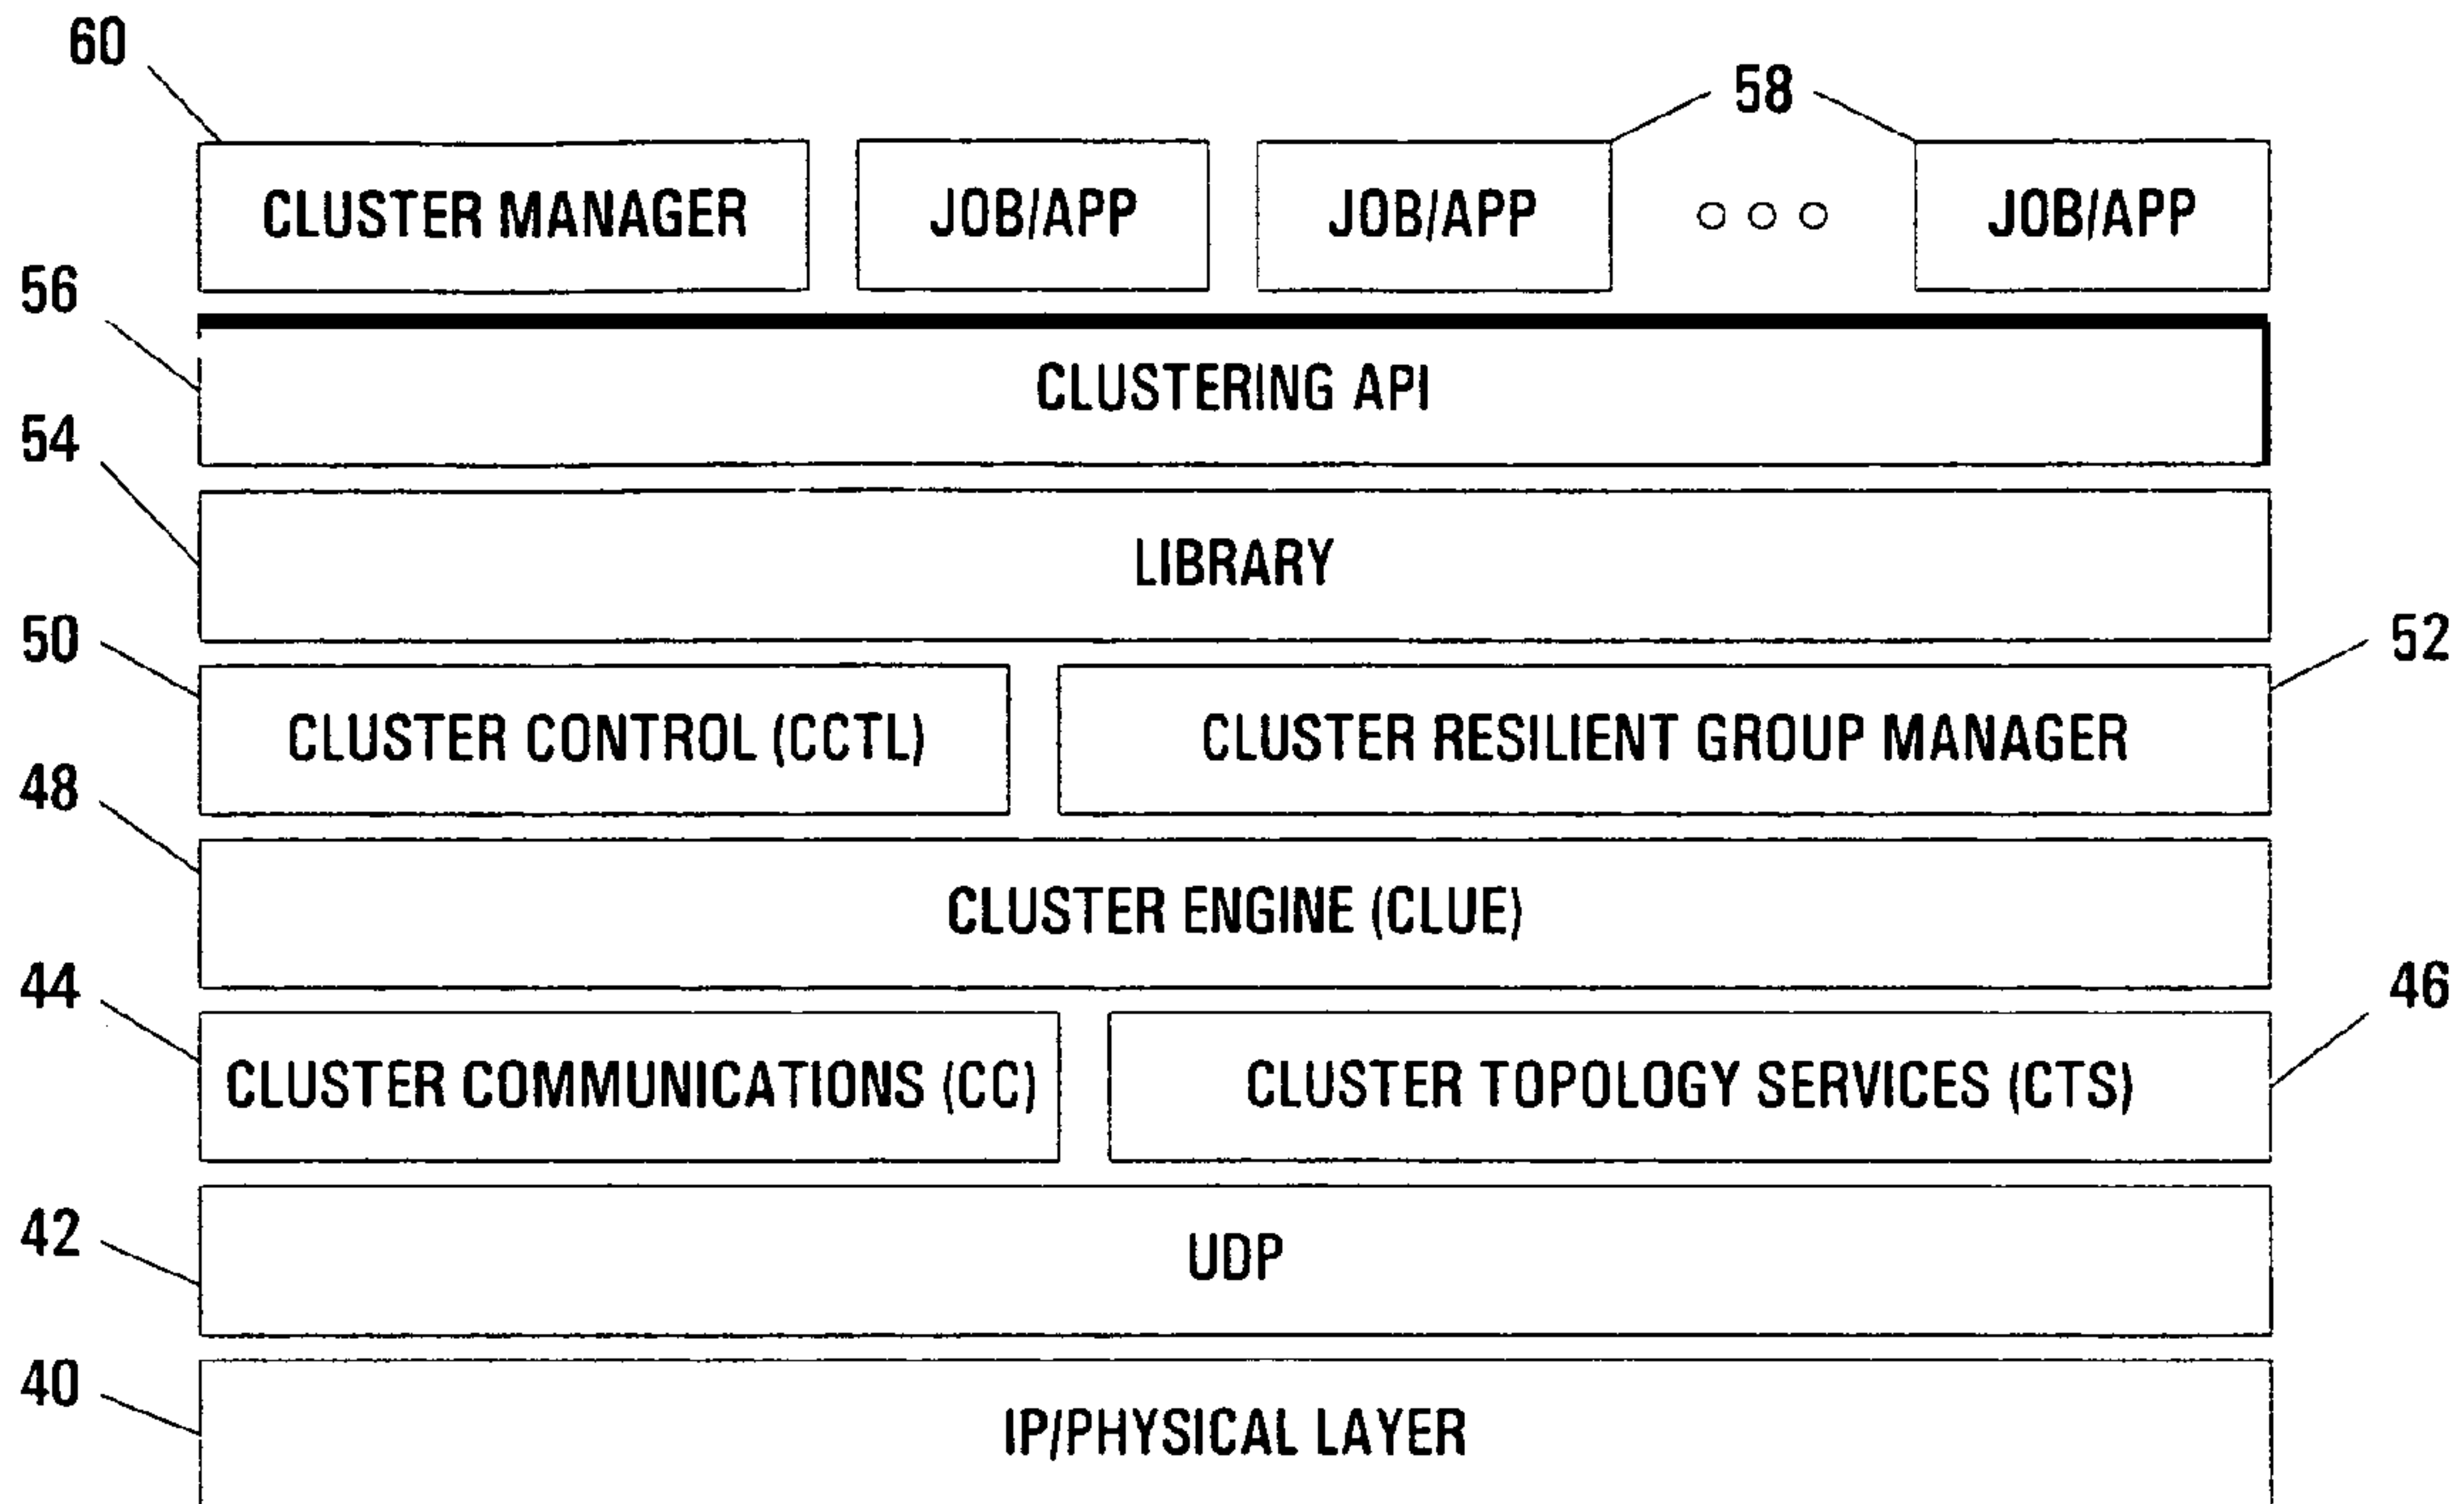 60
58
CLUSTER MANAGER JOB/APP JOB/APP JOB/APP
56
CLUSTERING API
54
LIBRARY
50 52
CLUSTER CONTROL (CCTL) CLUSTER RESILIENT GROUP MANAGER
48
CLUSTER ENGINE (CLUE)
44 46
CLUSTER COMMUNICATIONS (CC) CLUSTER TOPOLOGY SERVICES (CTS)
42
UDP
40
IP/PHYSICAL LAYER